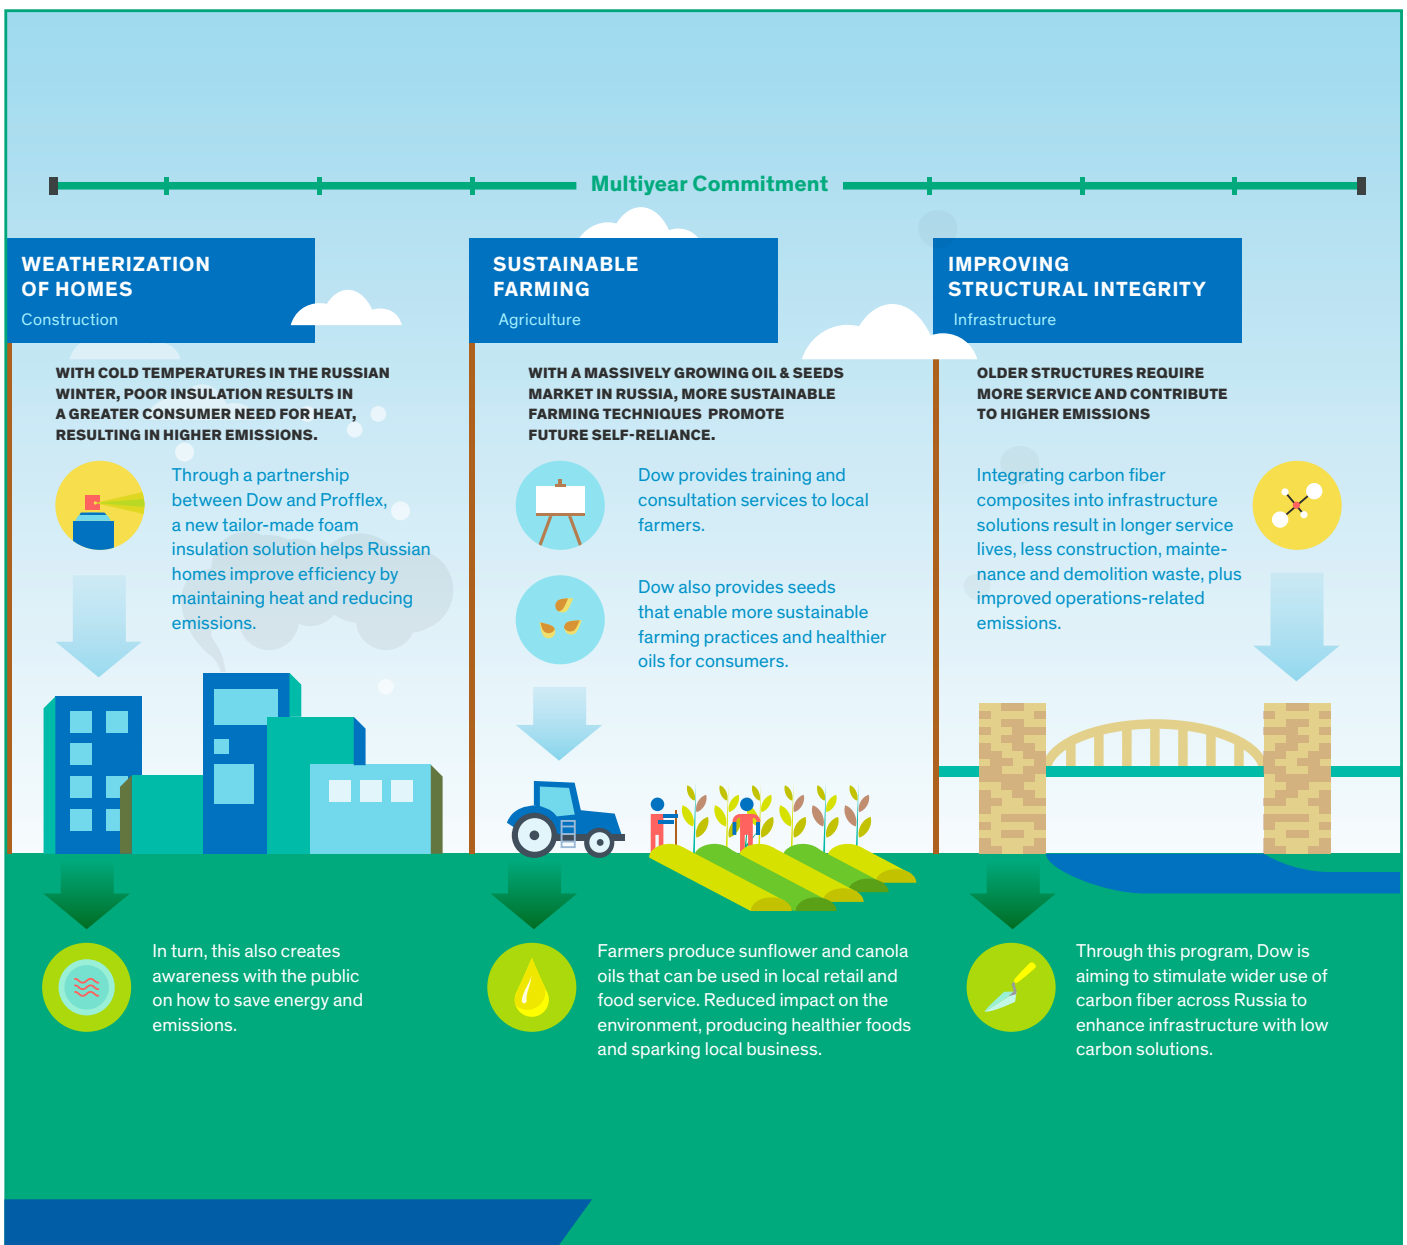 Multiyear Commitment
WEATHERIZATION
OF HOMES
Construction
WITH COLD TEMPERATURES IN THE RUSSIAN
WINTER, POOR INSULATION RESULTS IN
A GREATER CONSUMER NEED FOR HEAT,
RESULTING IN HIGHER EMISSIONS.
Through a partnership
between Dow and Profflex,
a new tailor-made foam
insulation solution helps Russian
homes improve efficiency by
maintaining heat and reducing
emissions.
In turn, this also creates
awareness with the public
on how to save energy and
emissions.
SUSTAINABLE
FARMING
Agriculture
WITH A MASSIVELY GROWING OIL & SEEDS
MARKET IN RUSSIA, MORE SUSTAINABLE
FARMING TECHNIQUES PROMOTE
FUTURE SELF-RELIANCE.
Dow provides training and
consultation services to local
farmers.
Dow also provides seeds
that enable more sustainable
farming practices and healthier
oils for consumers.
Farmers produce sunflower and canola
oils that can be used in local retail and
food service. Reduced impact on the
environment, producing healthier foods
and sparking local business.
IMPROVING
STRUCTURAL INTEGRITY
Infrastructure
OLDER STRUCTURES REQUIRE
MORE SERVICE AND CONTRIBUTE
TO HIGHER EMISSIONS
Integrating carbon fiber
composites into infrastructure
solutions result in longer service
lives, less construction, mainte-
nance and demolition waste, plus
improved operations-related
emissions.
Through this program, Dow is
aiming to stimulate wider use of
carbon fiber across Russia to
enhance infrastructure with low
carbon solutions.